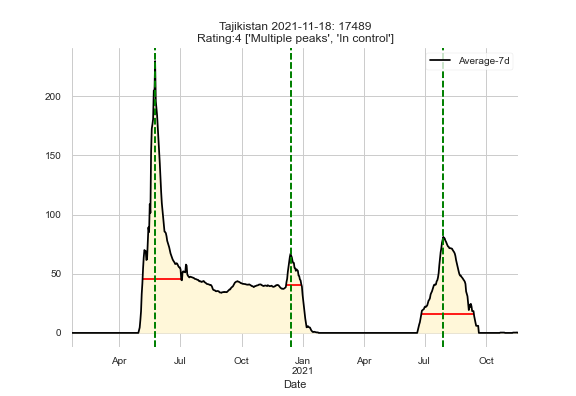 Tajikistan 2021-11-18: 17489
Rating:4 ['Multiple peaks', 'In control']
Average-7d
200
150
100
50
0
Apr
Jul
Oct
Jan
2021
Apr
Jul
Oct
Date